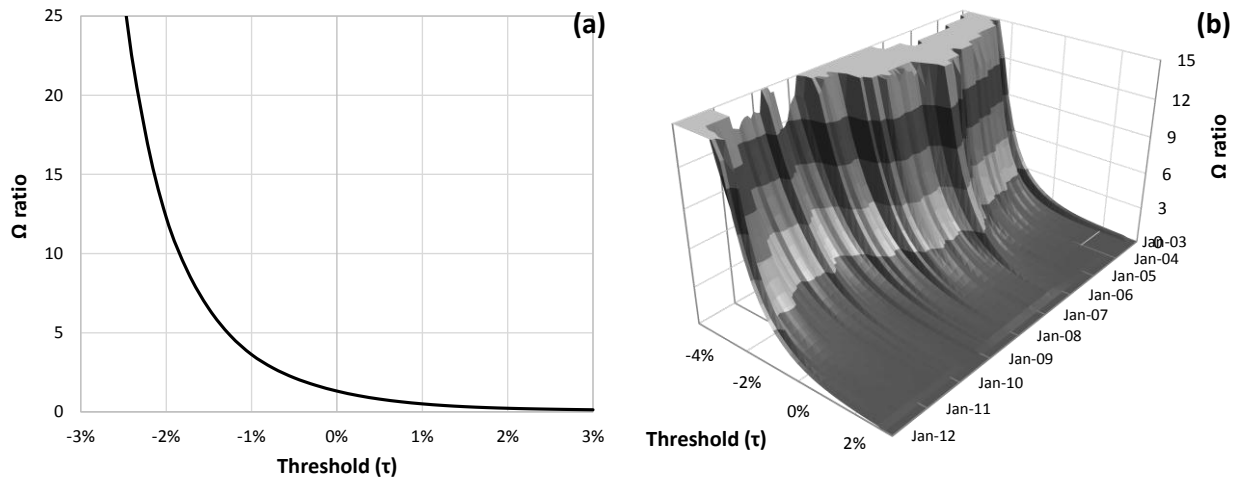 (a)
25
20
15
10
5
0
Ω ratio
-3% -2% -1% 0% 1% 2% 3%
Threshold (τ)
(b)
15
12
9
6
3
0
Ω ratio
Jan-03
Jan-04
Jan-05
Jan-06
Jan-07
Jan-08
Jan-09
Jan-10
Jan-11
Jan-12
-4%
-2%
0%
2%
Threshold (τ)